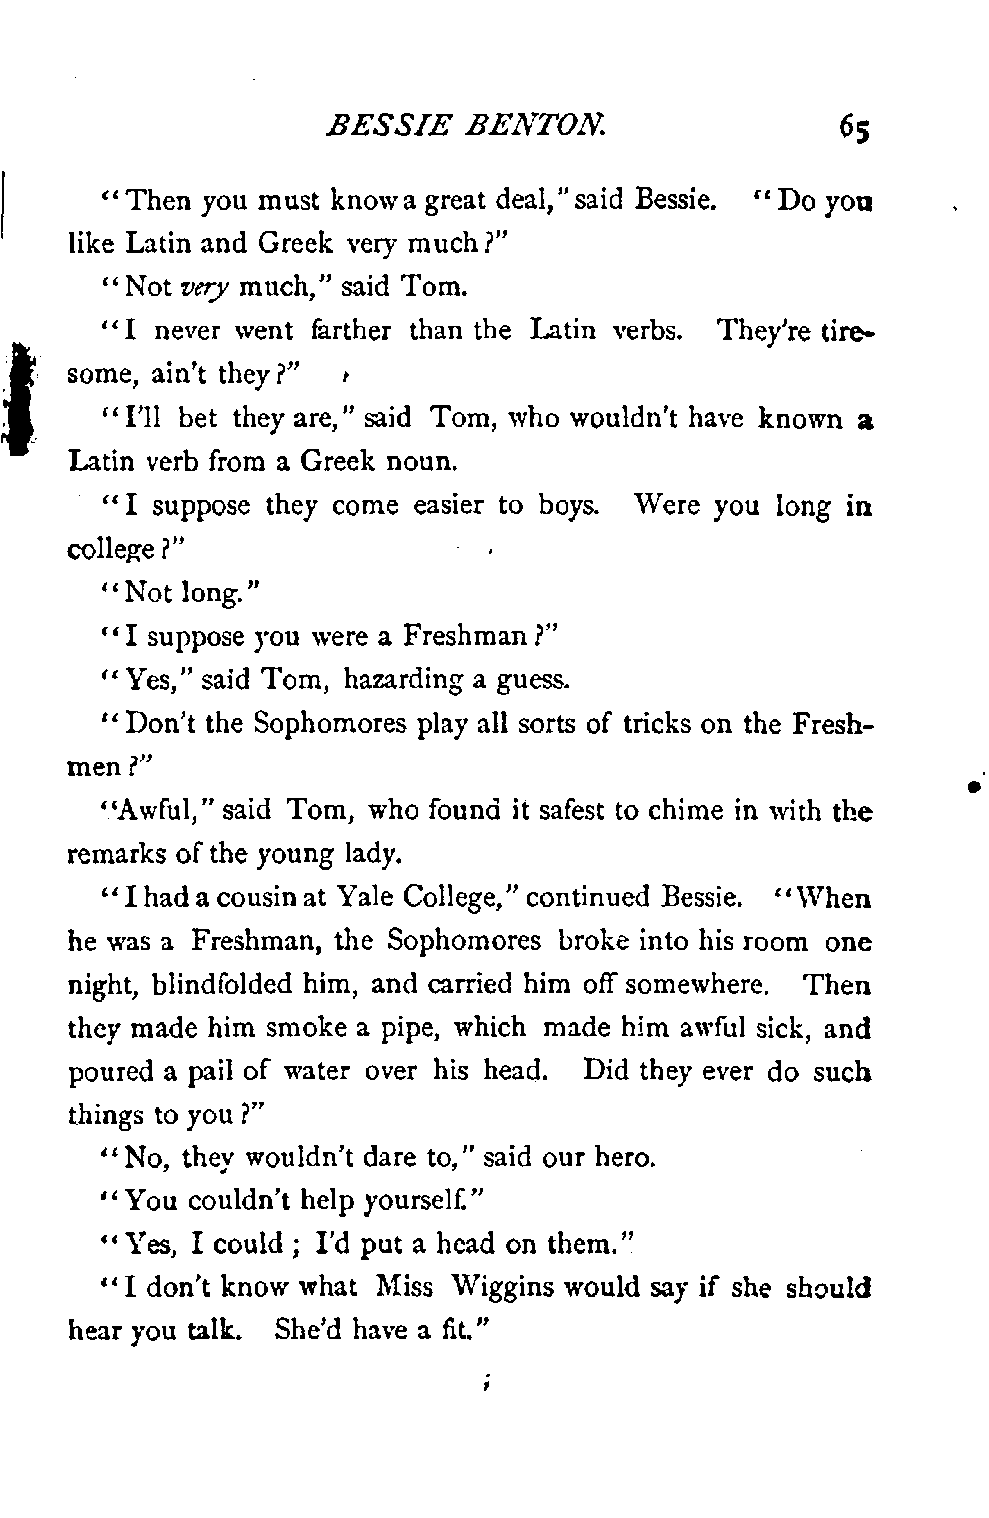 BESSIE BENTON. 65
“Then you must know a great deal,” said Bessie. “Do you
like Latin and Greek very much?”
“Not very much,” said Tom.
“I never went farther than the Latin verbs. They’re tire-
some, ain’t they?”
“I’ll bet they are,” said Tom, who wouldn’t have known a
Latin verb from a Greek noun.
“I suppose they come easier to boys. Were you long in
college?”
“Not long.”
“I suppose you were a Freshman?”
“Yes,” said Tom, hazarding a guess.
“Don’t the Sophomores play all sorts of tricks on the Fresh-
men?”
“Awful,” said Tom, who found it safest to chime in with the
remarks of the young lady.
“I had a cousin at Yale College,” continued Bessie. “When
he was a Freshman, the Sophomores broke into his room one
night, blindfolded him, and carried him off somewhere. Then
they made him smoke a pipe, which made him awful sick, and
poured a pail of water over his head. Did they ever do such
things to you?”
“No, they wouldn’t dare to,” said our hero.
“You couldn’t help yourself.”
“Yes, I could; I’d put a head on them.”
“I don’t know what Miss Wiggins would say if she should
hear you talk. She’d have a fit.”